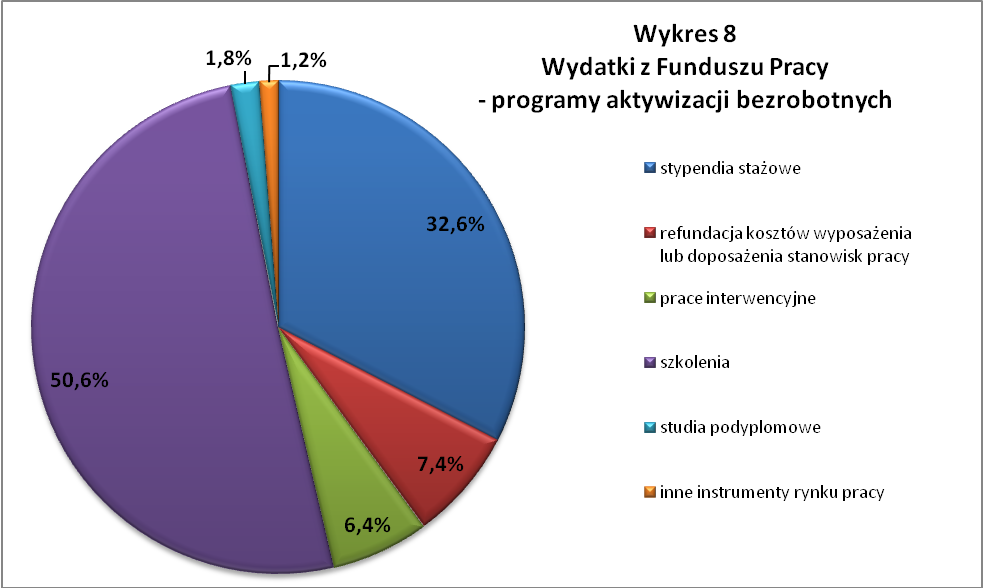 Wykres 8
Wydatki z Funduszu Pracy
- programy aktywizacji bezrobotnych
1,8%
1,2%
32,6%
7,4%
6,4%
50,6%
stypendia stażowe
refundacja kosztów wyposażenia
lub doposażenia stanowisk pracy
prace interwencyjne
szkolenia
studia podyplomowe
inne instrumenty rynku pracy